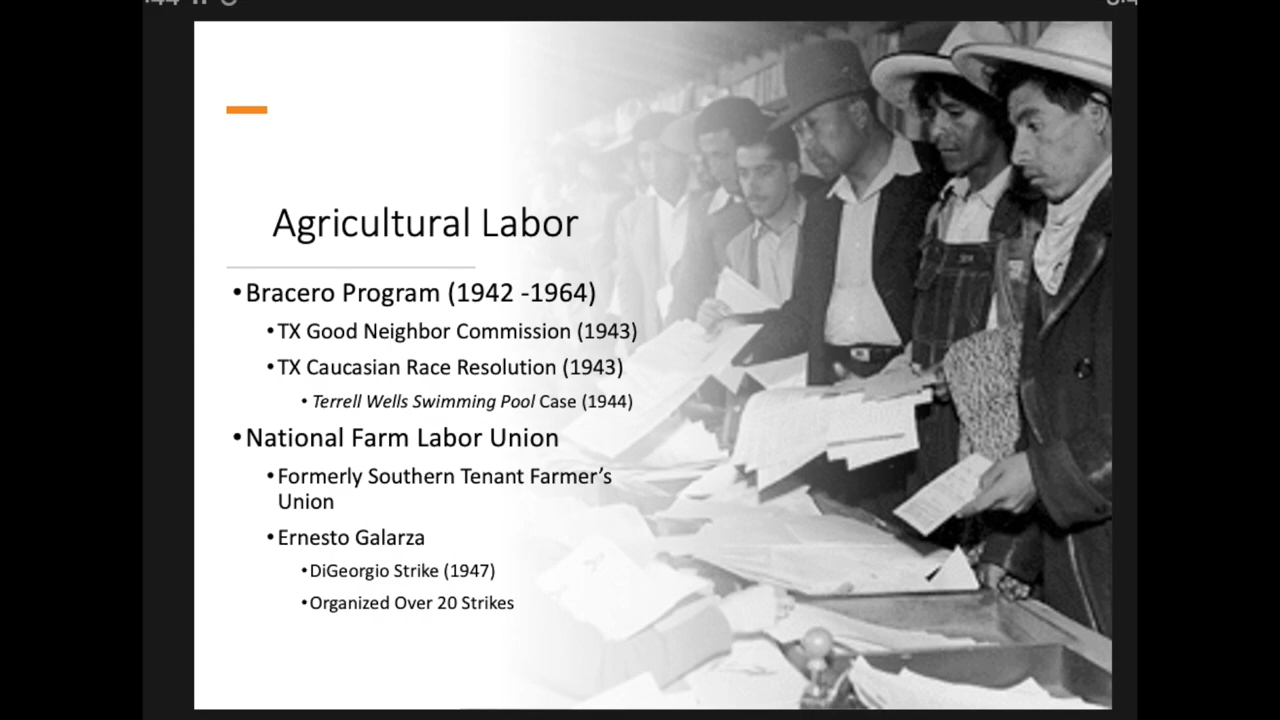 Agricultural Labor
•Bracero Program (1942 -1964)
•TX Good Neighbor Commission (1943)
•TX Caucasian Race Resolution (1943)
• Terrell Wells Swimming Pool Case (1944)
•National Farm Labor Union
•Formerly Southern Tenant Farmer’s
Union
•Ernesto Galarza
•DiGeorgio Strike (1947)
•Organized Over 20 Strikes